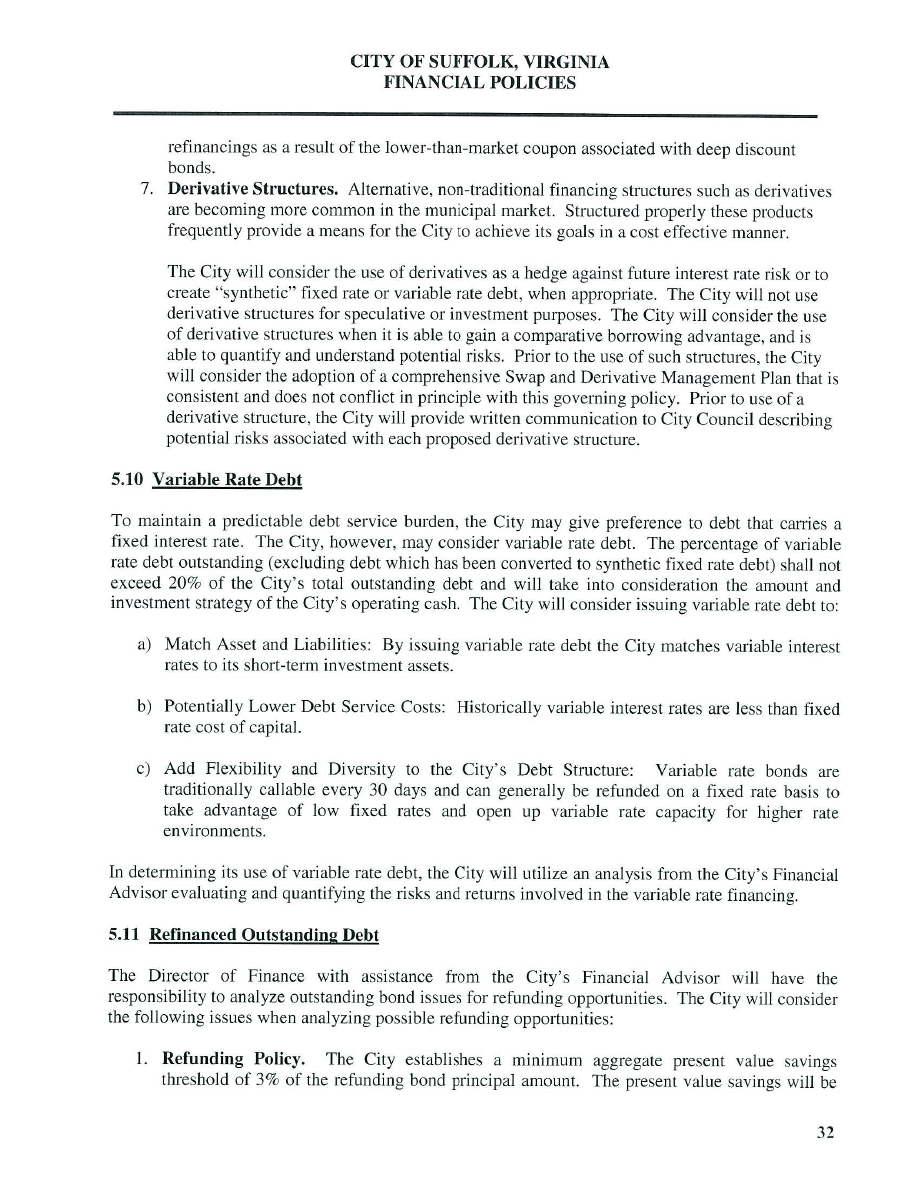 CITY OF SUFFOLK, VIRGINIA
FINANCIAL POLICIES
refinancings as a result of the lower-than-market coupon associated with deep discount
bonds.
7. Derivative Structures. Alternative, non-traditional financing structures such as derivatives
are becoming more common in the municipal market. Structured properly these products
frequently provide a means for the City to achieve its goals in a cost effective manner.
The City will consider the use of derivatives as a hedge against future interest rate risk or to
create “synthetic” fixed rate or variable rate debt, when appropriate. The City will not use
derivative structures for speculative or investment purposes. The City will consider the use
of derivative structures when it is able to gain a comparative borrowing advantage, and is
able to quantify and understand potential risks. Prior to the use of such structures, the City
will consider the adoption of a comprehensive Swap and Derivative Management Plan that is
consistent and does not conflict in principle with this governing policy. Prior to use of a
derivative structure, the City will provide written communication to City Council describing
potential risks associated with each proposed derivative structure.
5.10 Variable Rate Debt
To maintain a predictable debt service burden, the City may give preference to debt that carries a
fixed interest rate. The City, however, may consider variable rate debt. The percentage of variable
rate debt outstanding (excluding debt which has been converted to synthetic fixed rate debt) shall not
exceed 20% of the City’s total outstanding debt and will take into consideration the amount and
investment strategy of the City’s operating cash. The City will consider issuing variable rate debt to:
a) Match Asset and Liabilities: By issuing variable rate debt the City matches variable interest
rates to its short-term investment assets.
b) Potentially Lower Debt Service Costs: Historically variable interest rates are less than fixed
rate cost of capital.
c) Add Flexibility and Diversity to the City’s Debt Structure: Variable rate bonds are
traditionally callable every 30 days and can generally be refunded on a fixed rate basis to
take advantage of low fixed rates and open up variable rate capacity for higher rate
environments.
In determining its use of variable rate debt, the City will utilize an analysis from the City’s Financial
Advisor evaluating and quantifying the risks and returns involved in the variable rate financing.
5.11 Refinanced Outstanding Debt
The Director of Finance with assistance from the City’s Financial Advisor will have the
responsibility to analyze outstanding bond issues for refunding opportunities. The City will consider
the following issues when analyzing possible refunding opportunities:
1. Refunding Policy. The City establishes a minimum aggregate present value savings
threshold of 3% of the refunding bond principal amount. The present value savings will be
32